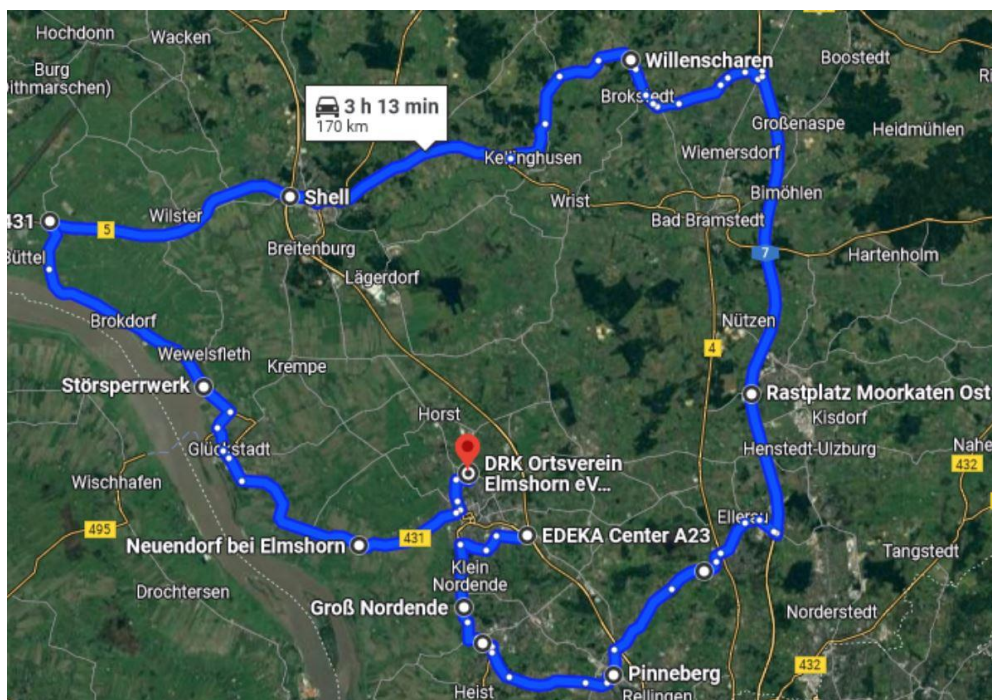 Hochdonn
Wacken
Burg
Dithmarschen)
Willenscharen
Boostedt
3 h 13 min
170 km
Brokstedt
Großenaspe
Heidmühlen
Kellinghusen
Wiemersdorf
Bimöhlen
Shell
Wrist
Bad Bramstedt
431
5
Wilster
Büttel
Breitenburg
7
Hartenholm
Lägerdorf
Brokdorf
Nützen
4
Wewelsfleth
Krempe
Störsperrwerk
Rastplatz Moorkaten Ost
Kisdorf
Horst
Glückstadt
Henstedt-Ulzburg
Nahe
DRK Ortsverein
Elmshorn eV...
432
Wischhafen
495
Ellerau
EDEKA Center A23
431
Neuendorf bei Elmshorn
Tangstedt
Klein
Nordende
Drochtersen
Groß Nordende
Norderstedt
432
Pinneberg
Heist
Rellingen